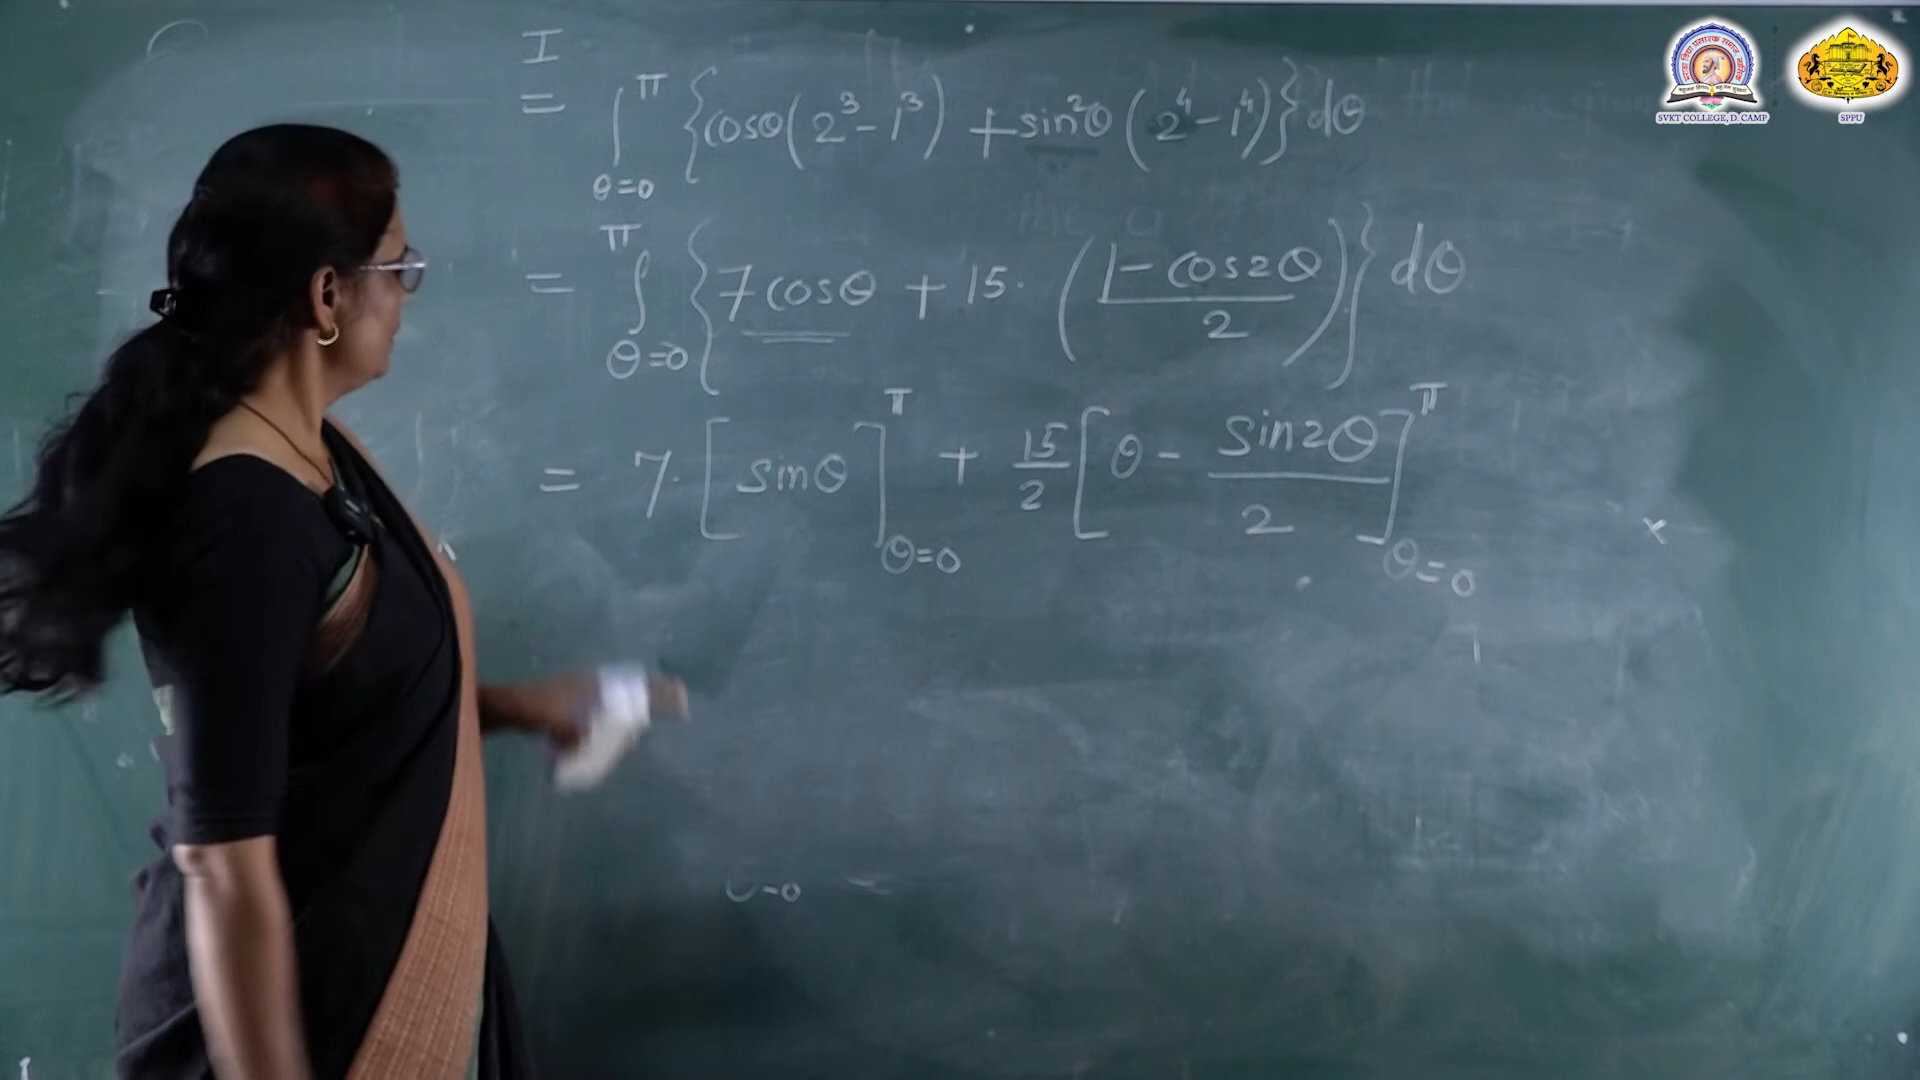 I
= ∫_{θ=0}^{π} {cosθ(2³-1³) + sin²θ(2⁴-1⁴)}dθ
= ∫_{θ=0}^{π} {7cosθ + 15. ((1-cos2θ)/2)} dθ
= 7. [sinθ]_{θ=0}^{π} + 15/2 [θ - sin2θ/2]_{θ=0}^{π}
SVKT COLLEGE, D. CAMP
SPPU